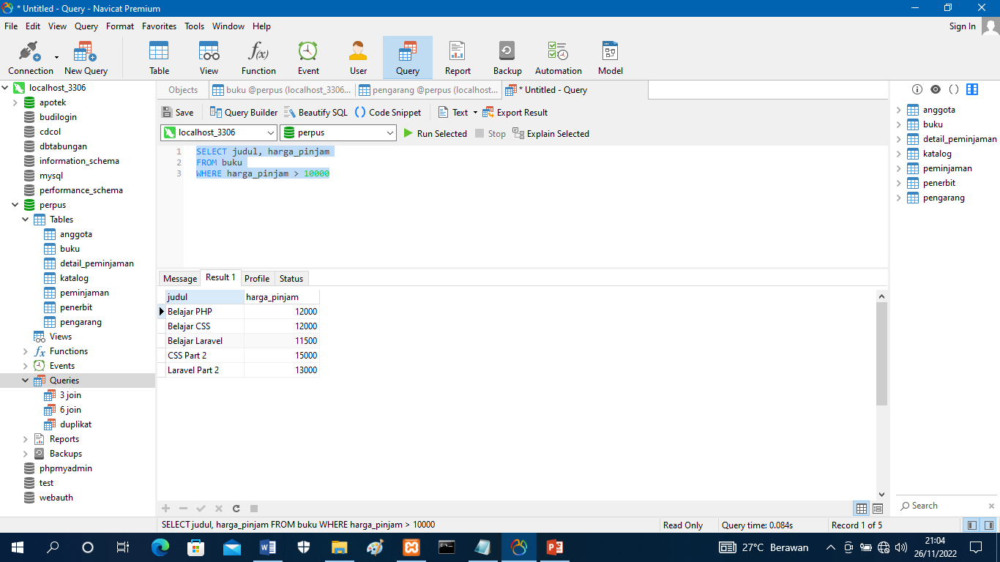 * Untitled - Query - Navicat Premium
File Edit View Query Format Favorites Tools Window Help
Sign In
Connection New Query Table View Function Event User Query Report Backup Automation Model
f(x)
localhost_3306
apotek
budilogin
cdcol
dbtabungan
information_schema
mysql
performance_schema
perpus
Tables
anggota
buku
detail_peminjaman
katalog
peminjaman
penerbit
pengarang
Views
Functions
Events
Queries
3 join
6 join
duplikat
Reports
Backups
phpmyadmin
test
webauth
Objects buku @perpus (localhost_3306... pengarang @perpus (localhost... * Untitled - Query
Save Query Builder Beautify SQL Code Snippet Text Export Result
localhost_3306 perpus Run Selected Stop Explain Selected
1 SELECT judul, harga_pinjam
2 FROM buku
3 WHERE harga_pinjam > 10000
Message Result 1 Profile Status
judul harga_pinjam
Belajar PHP 12000
Belajar CSS 12000
Belajar Laravel 11500
CSS Part 2 15000
Laravel Part 2 13000
anggota
buku
detail_peminjaman
katalog
peminjaman
penerbit
pengarang
Search
SELECT judul, harga_pinjam FROM buku WHERE harga_pinjam > 10000 Read Only Query time: 0.084s Record 1 of 5
27°C Berawan
21:04
26/11/2022